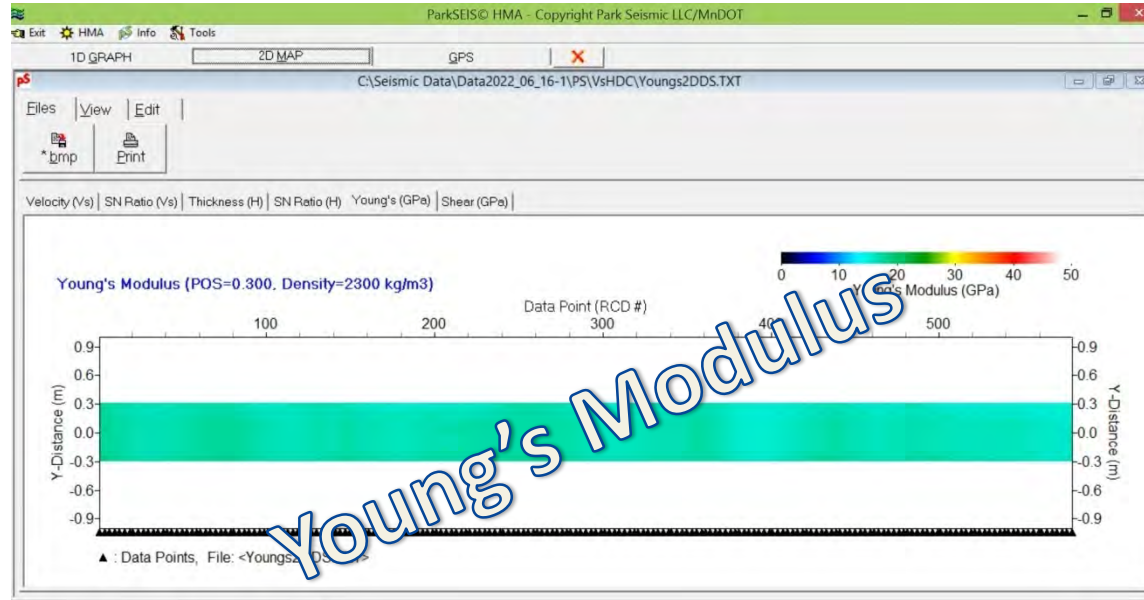 ParkSEIS© HMA - Copyright Park Seismic LLC/MnDOT
Exit HMA Info Tools
1D GRAPH 2D MAP GPS
pS C:\Seismic Data\Data2022_06_16-1\PS\VsHDC\Youngs2DDS.TXT
Files View Edit
*bmp Print
Velocity (Vs) SN Ratio (Vs) Thickness (H) SN Ratio (H) Young's (GPa) Shear (GPa)
0 10 20 30 40 50
Young's Modulus (GPa)
Young's Modulus (POS=0.300, Density=2300 kg/m3)
Data Point (RCD #)
100 200 300 500
0.9 0.9
0.6 0.6
0.3 0.3
0.0 0.0
-0.3 -0.3
-0.6 -0.6
-0.9 -0.9
Y-Distance (m)
Y-Distance (m)
Young's Modulus
▲ : Data Points, File: